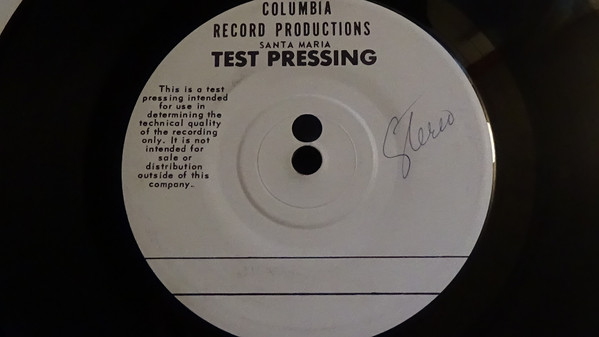 COLUMBIA
RECORD PRODUCTIONS
SANTA MARIA
TEST PRESSING
This is a test
pressing intended
for use in
determining the
technical quality
of the recording
only. It is not
intended for
sale or
distribution
outside of this
company.
Stereo